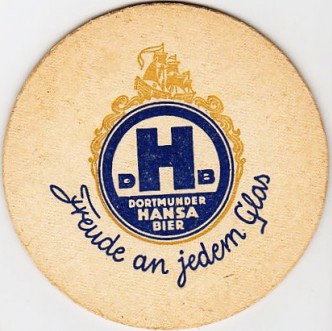 D H B
DORTMUNDER
HANSA
BIER
Freude an jedem Glas